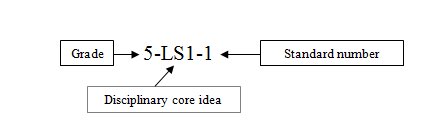 Grade 5-LS1-1 Standard number
Disciplinary core idea